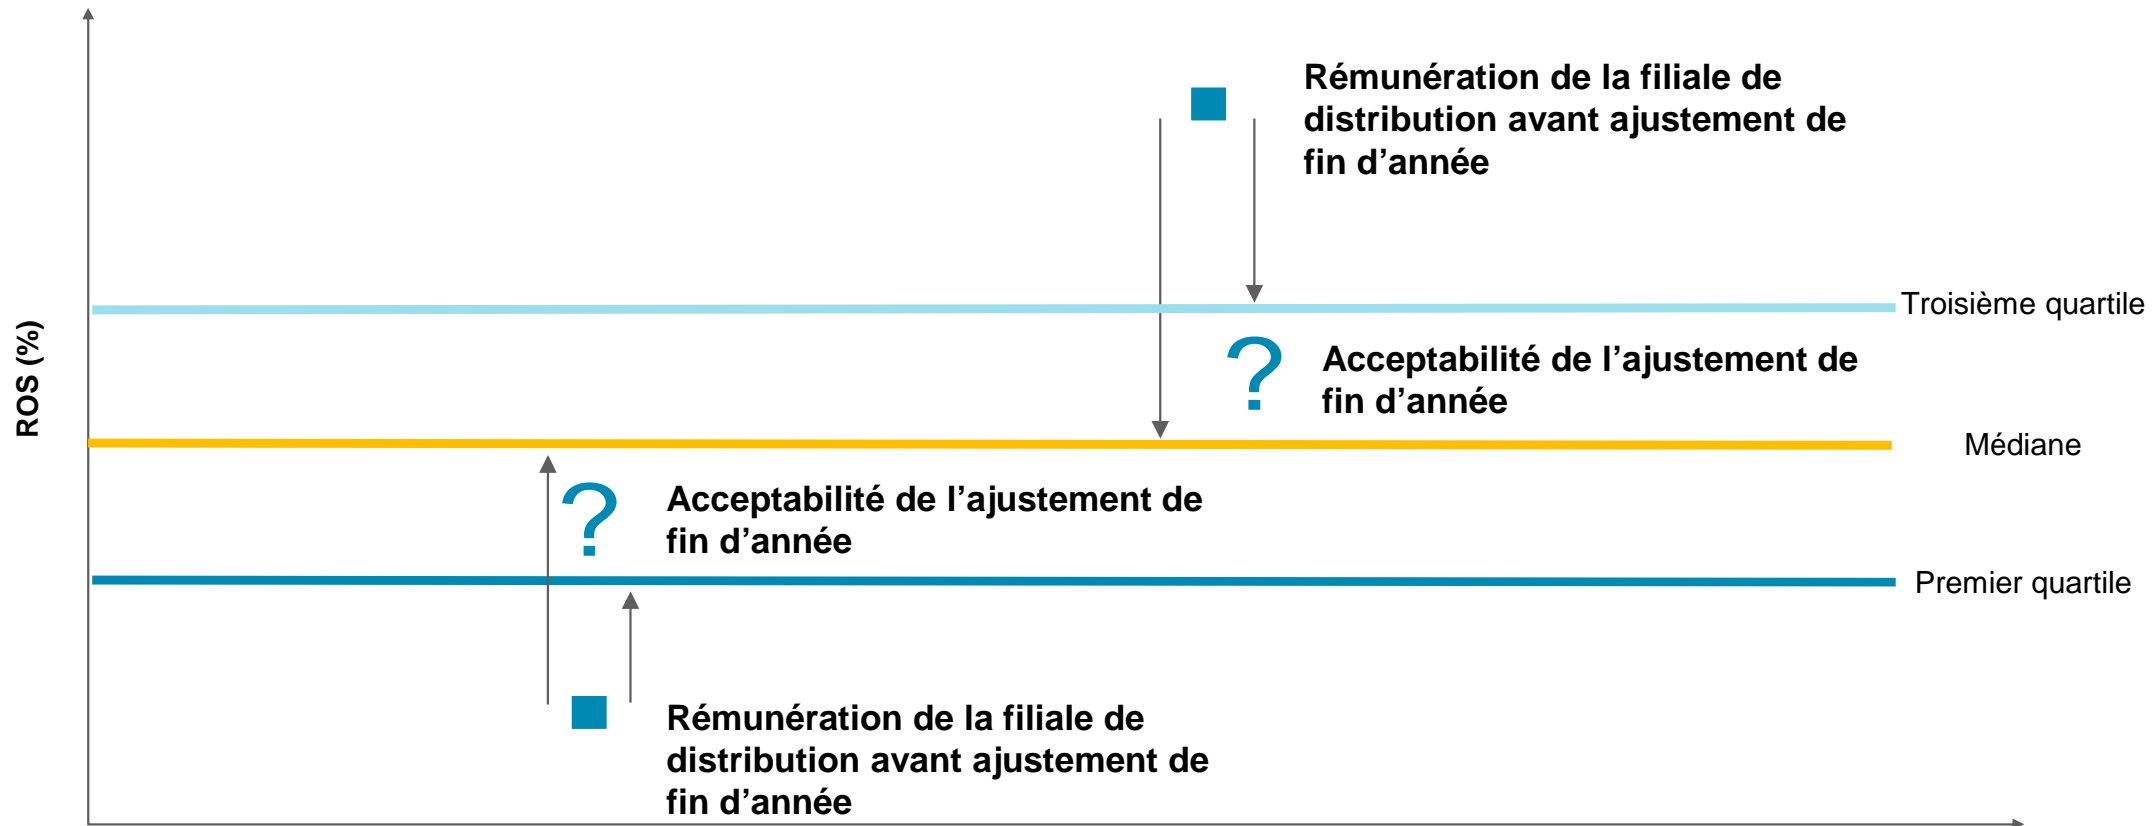 Rémunération de la filiale de
distribution avant ajustement de
fin d’année
Troisième quartile
ROS (%)
?
Acceptabilité de l’ajustement de
fin d’année
Médiane
?
Acceptabilité de l’ajustement de
fin d’année
Premier quartile
Rémunération de la filiale de
distribution avant ajustement de
fin d’année